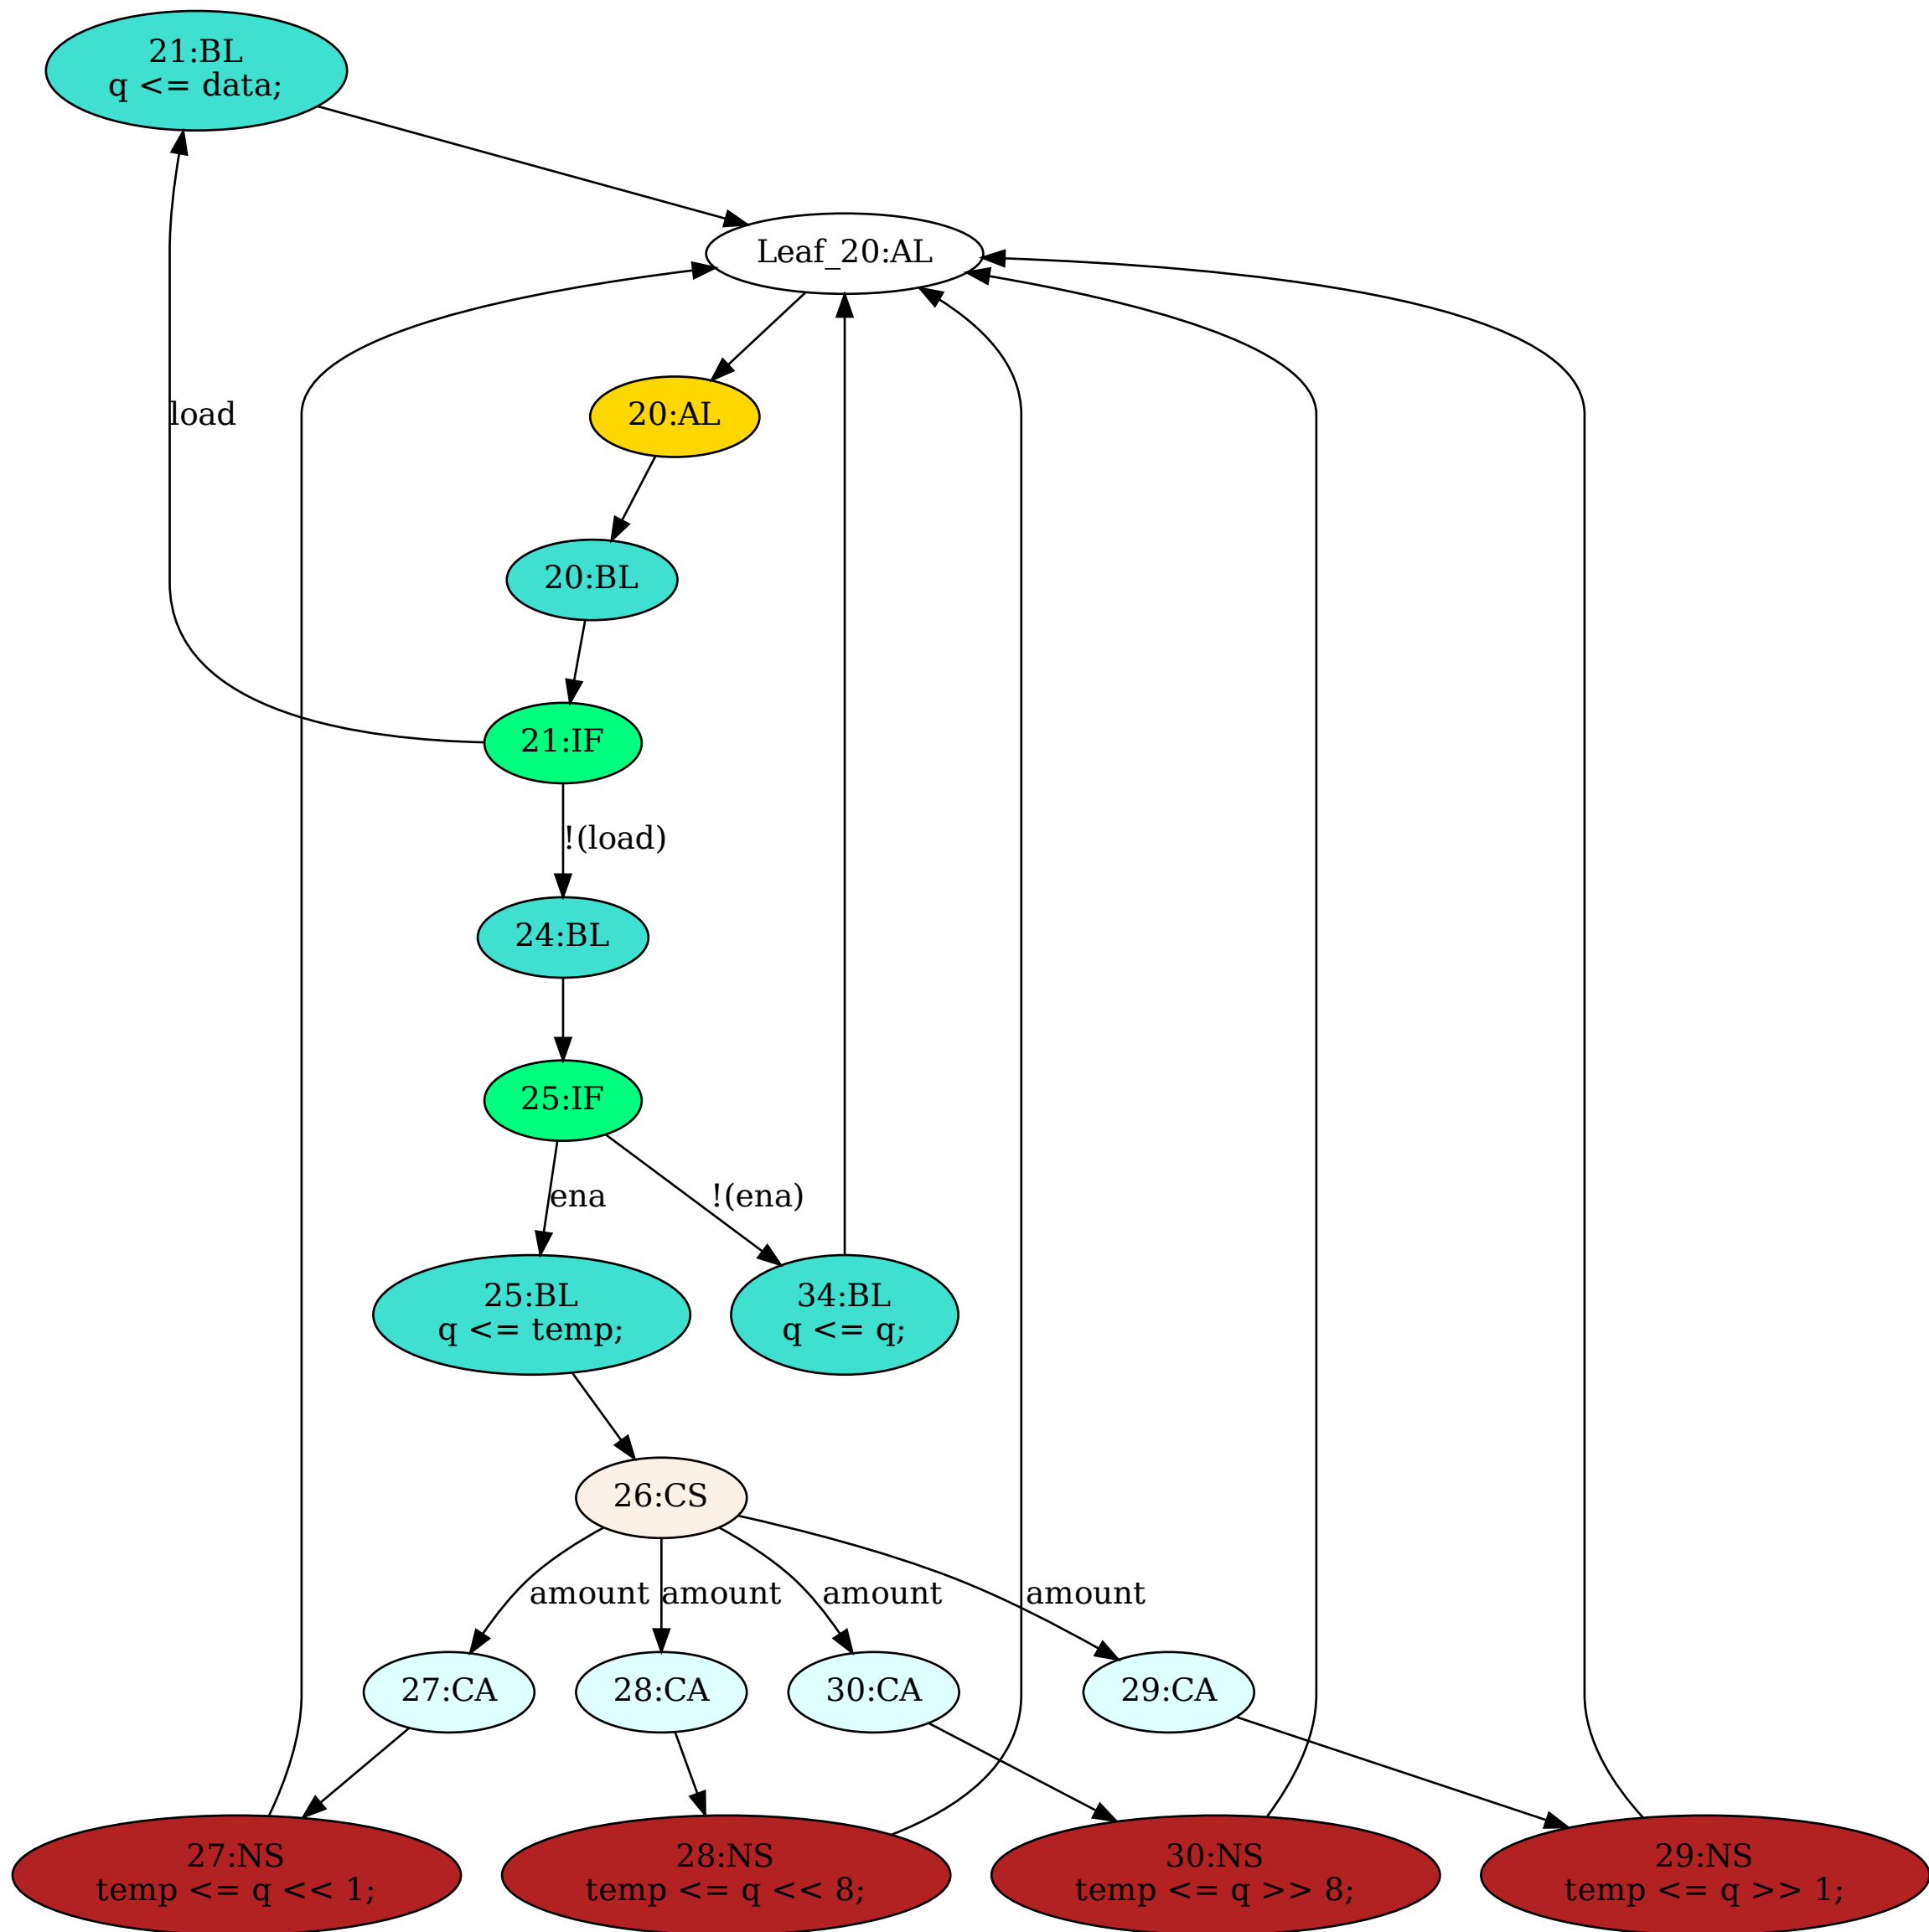 21:BL
q <= data;
Leaf_20:AL
20:AL
load
20:BL
21:IF
!(load)
24:BL
25:IF
ena
!(ena)
25:BL
q <= temp;
34:BL
q <= q;
26:CS
amount
amount
amount
amount
27:CA
28:CA
30:CA
29:CA
27:NS
temp <= q << 1;
28:NS
temp <= q << 8;
30:NS
temp <= q >> 8;
29:NS
temp <= q >> 1;